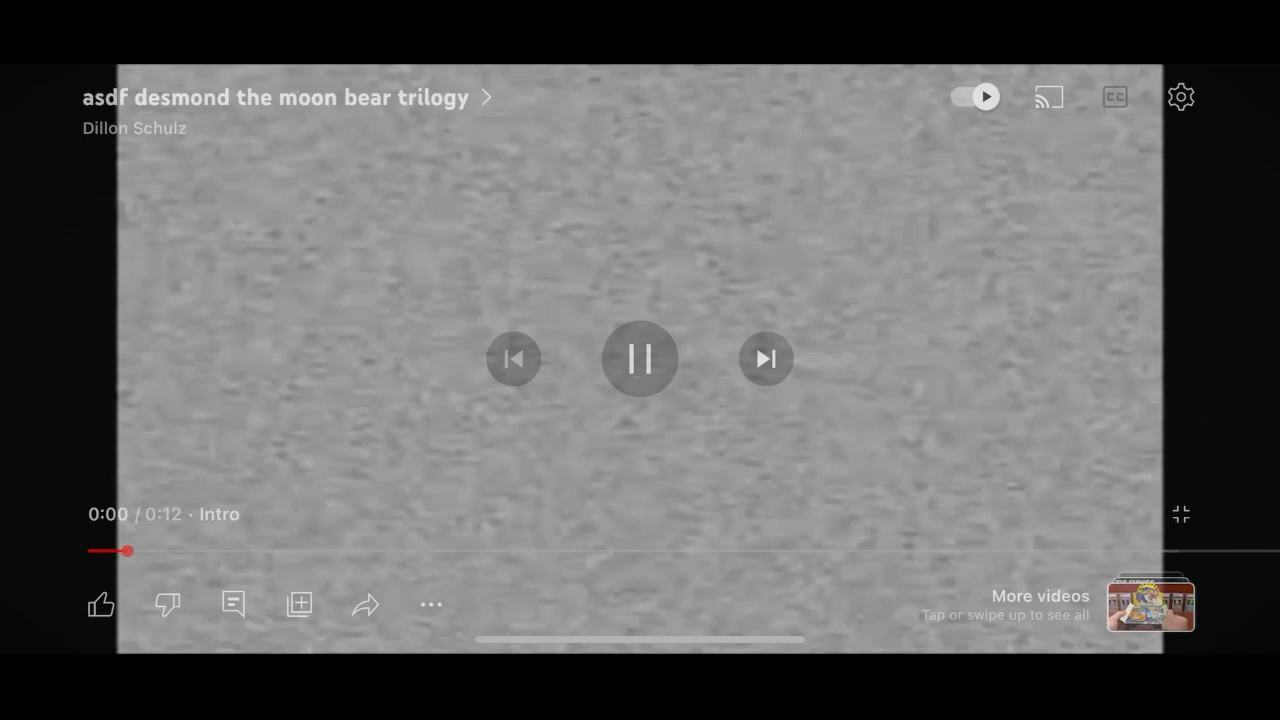 asdf desmond the moon bear trilogy
Dillon Schulz
CC
0:00 / 0:12 · Intro
More videos
Tap or swipe up to see all